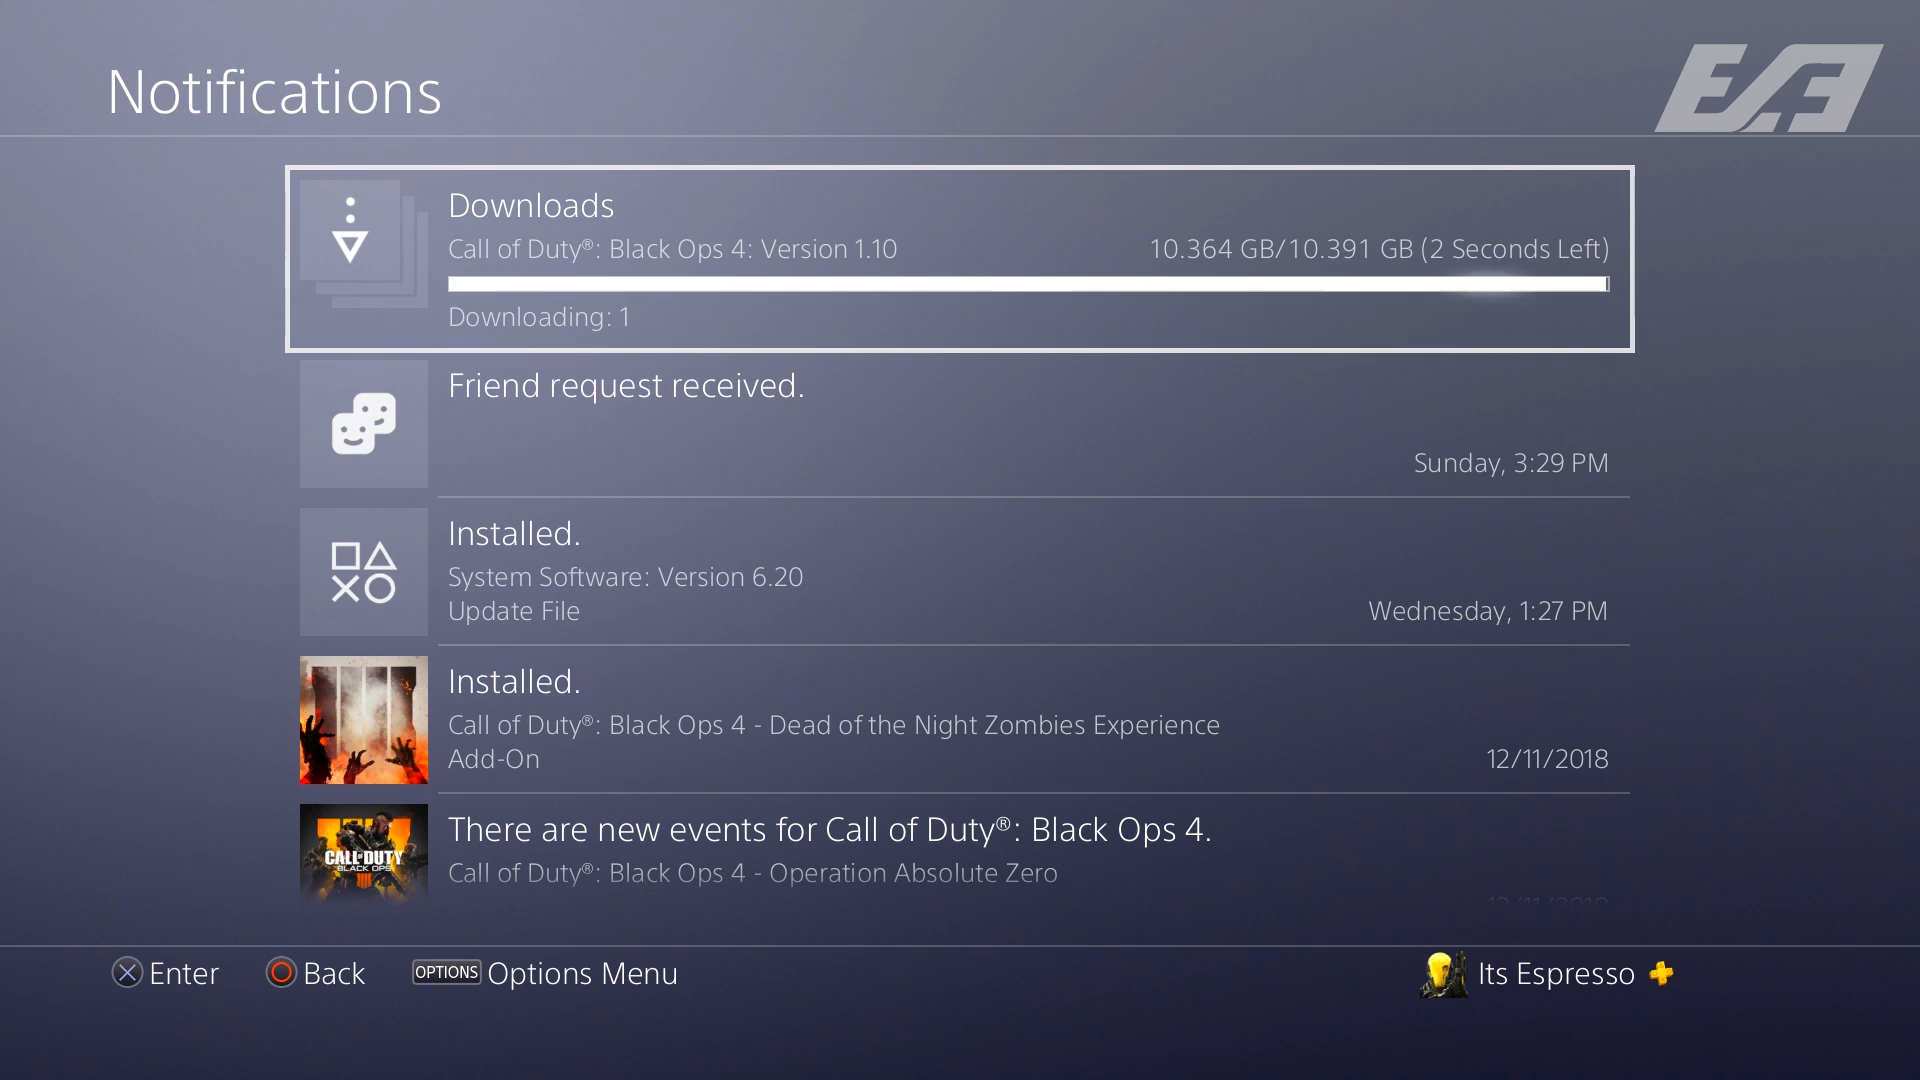 Notifications
Downloads
Call of Duty®: Black Ops 4: Version 1.10
10.364 GB/10.391 GB (2 Seconds Left)
Downloading: 1
Friend request received.
Sunday, 3:29 PM
Installed.
System Software: Version 6.20
Update File
Wednesday, 1:27 PM
Installed.
Call of Duty®: Black Ops 4 - Dead of the Night Zombies Experience
Add-On
12/11/2018
There are new events for Call of Duty®: Black Ops 4.
CALL OF DUTY
BLACK OPS
Call of Duty®: Black Ops 4 - Operation Absolute Zero
Enter
Back
OPTIONS Options Menu
Its Espresso